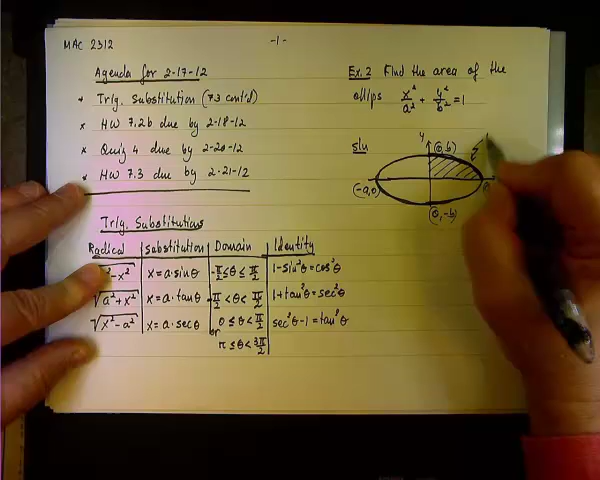 MAC 2312
-1-
Agenda for 2-17-12
* Trig. Substitution (7.3 cont'd)
* HW 7.2b due by 2-18-12
* Quiz 4 due by 2-20-12
* HW 7.3 due by 2-21-12
Trig. Substitutions
Radical | Substitution | Domain | Identity
-x² | x = a·sinθ | -π/2 ≤ θ ≤ π/2 | 1-sin²θ = cos²θ
√(a²+x²) | x = a·tanθ | -π/2 < θ < π/2 | 1+tan²θ = sec²θ
√(x²-a²) | x = a·secθ | 0 ≤ θ < π/2 | sec²θ-1 = tan²θ
or
π ≤ θ < 3π/2
Ex. 2 Find the area of the
ellips x²/a² + y²/b² = 1
sln
y
(0,b)
(-a,0)
(0,-b)